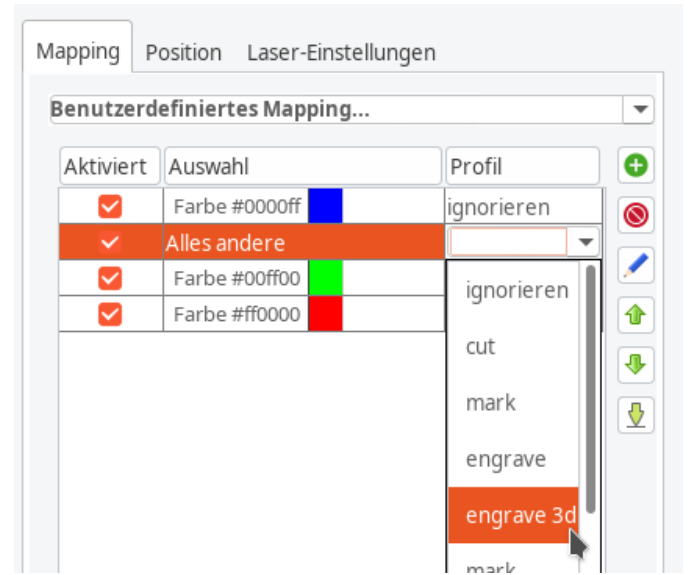 Mapping Position Laser-Einstellungen
Benutzerdefiniertes Mapping...
Aktiviert Auswahl Profil
Farbe #0000ff ignorieren
Alles andere
Farbe #00ff00
Farbe #ff0000
ignorieren
cut
mark
engrave
engrave 3d
mark